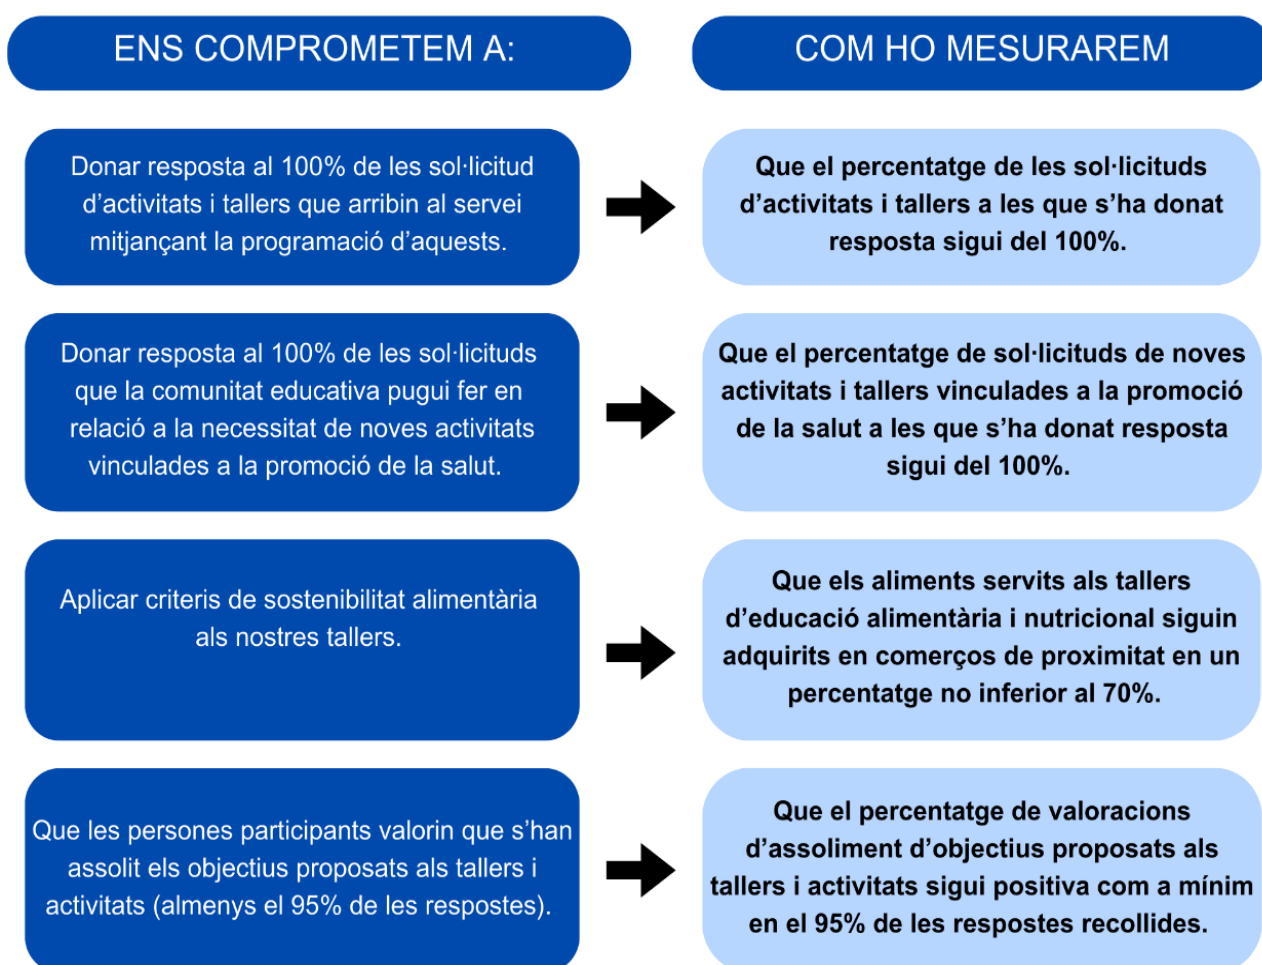 ENS COMPROMETEM A:
COM HO MESURAREM
Donar resposta al 100% de les sol·licitud
d’activitats i tallers que arribin al servei
mitjançant la programació d’aquests.
Que el percentatge de les sol·licituds
d’activitats i tallers a les que s’ha donat
resposta sigui del 100%.
Donar resposta al 100% de les sol·licituds
que la comunitat educativa pugui fer en
relació a la necessitat de noves activitats
vinculades a la promoció de la salut.
Que el percentatge de sol·licituds de noves
activitats i tallers vinculades a la promoció
de la salut a les que s’ha donat resposta
sigui del 100%.
Aplicar criteris de sostenibilitat alimentària
als nostres tallers.
Que els aliments servits als tallers
d’educació alimentària i nutricional siguin
adquirits en comerços de proximitat en un
percentatge no inferior al 70%.
Que les persones participants valorin que s’han
assolit els objectius proposats als tallers i
activitats (almenys el 95% de les respostes).
Que el percentatge de valoracions
d’assoliment d’objectius proposats als
tallers i activitats sigui positiva com a mínim
en el 95% de les respostes recollides.